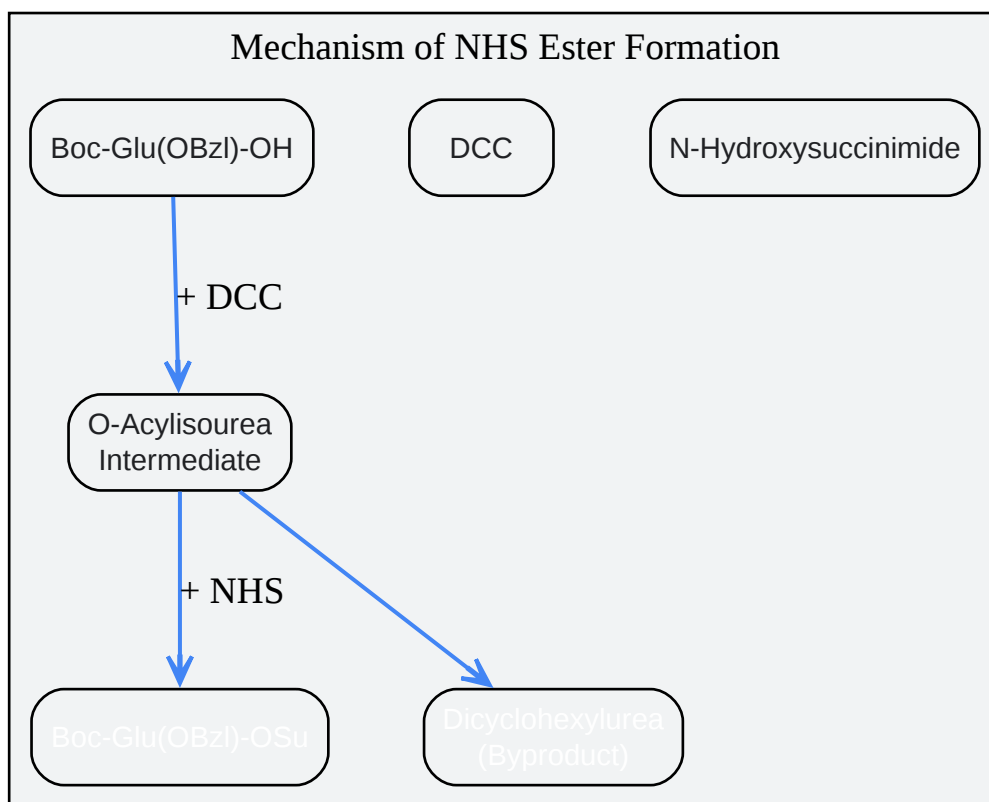 Mechanism of NHS Ester Formation
Boc-Glu(OBzl)-OH
DCC
N-Hydroxysuccinimide
+ DCC
O-Acylisourea
Intermediate
+ NHS
Boc-Glu(OBzl)-OSu
Dicyclohexylurea
(Byproduct)